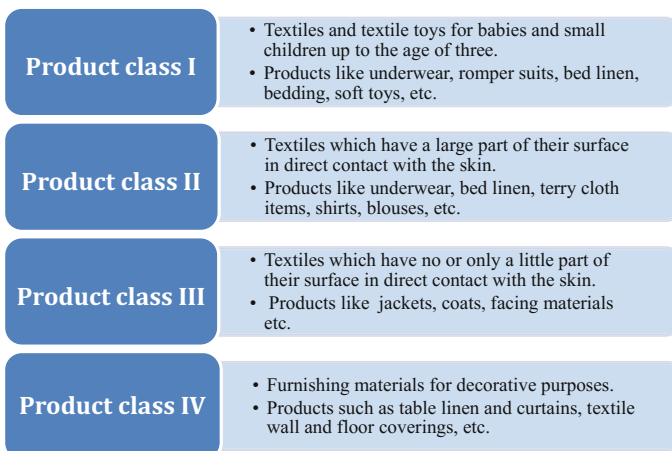 Product class I
• Textiles and textile toys for babies and small
children up to the age of three.
• Products like underwear, romper suits, bed linen,
bedding, soft toys, etc.
Product class II
• Textiles which have a large part of their surface
in direct contact with the skin.
• Products like underwear, bed linen, terry cloth
items, shirts, blouses, etc.
Product class III
• Textiles which have no or only a little part of
their surface in direct contact with the skin.
• Products like jackets, coats, facing materials
etc.
Product class IV
• Furnishing materials for decorative purposes.
• Products such as table linen and curtains, textile
wall and floor coverings, etc.